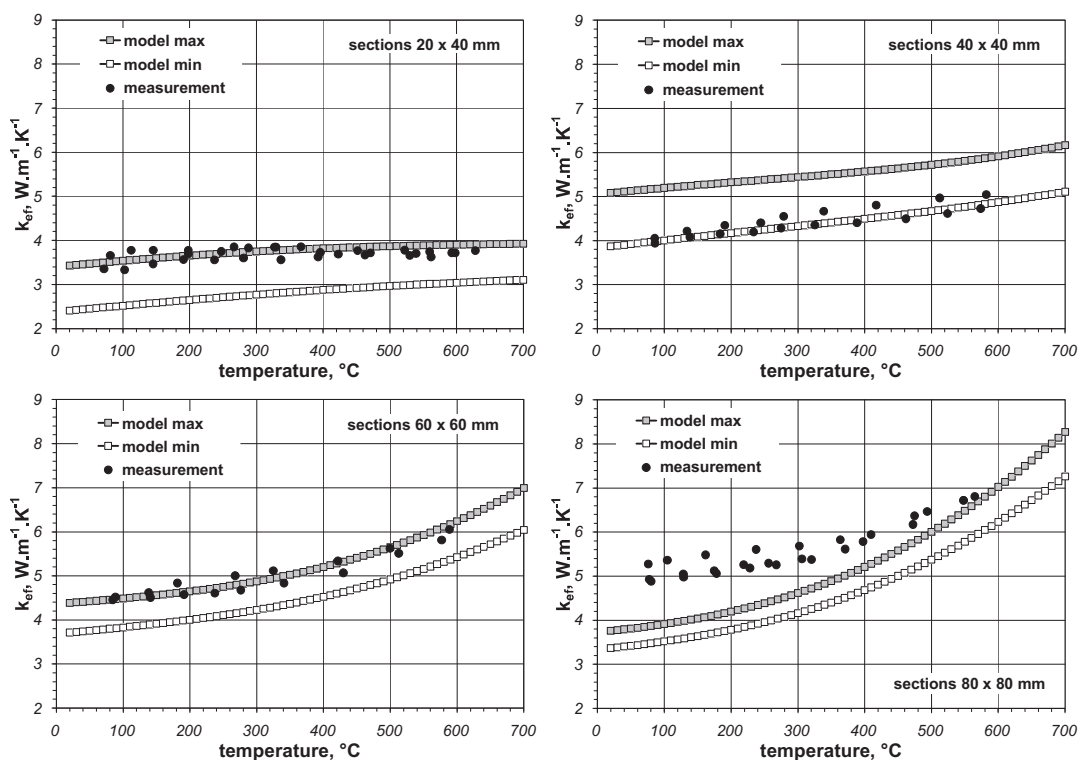 9
8
7
6
5
4
3
2
k_ef, W.m⁻¹.K⁻¹
model max
model min
measurement
sections 20 x 40 mm
0 100 200 300 400 500 600 700
temperature, °C
9
8
7
6
5
4
3
2
k_ef, W.m⁻¹.K⁻¹
model max
model min
measurement
sections 40 x 40 mm
0 100 200 300 400 500 600 700
temperature, °C
9
8
7
6
5
4
3
2
k_ef, W.m⁻¹.K⁻¹
model max
model min
measurement
sections 60 x 60 mm
0 100 200 300 400 500 600 700
temperature, °C
9
8
7
6
5
4
3
2
k_ef, W.m⁻¹.K⁻¹
model max
model min
measurement
sections 80 x 80 mm
0 100 200 300 400 500 600 700
temperature, °C